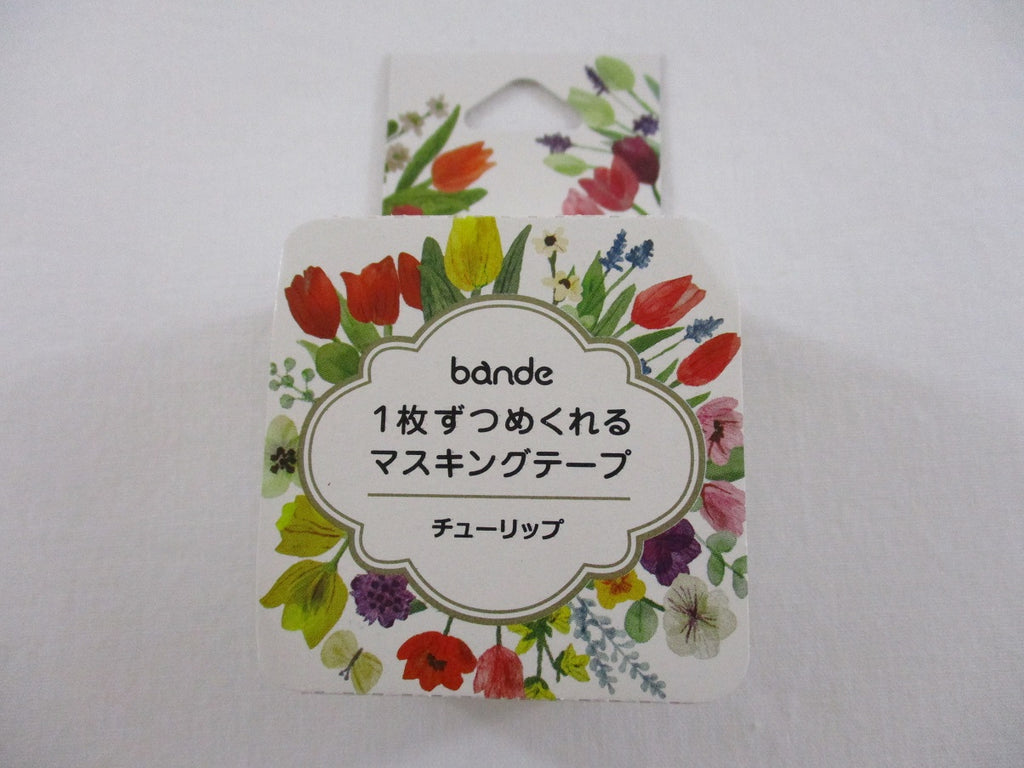 bande
1枚ずつめくれる
マスキングテープ
チューリップ